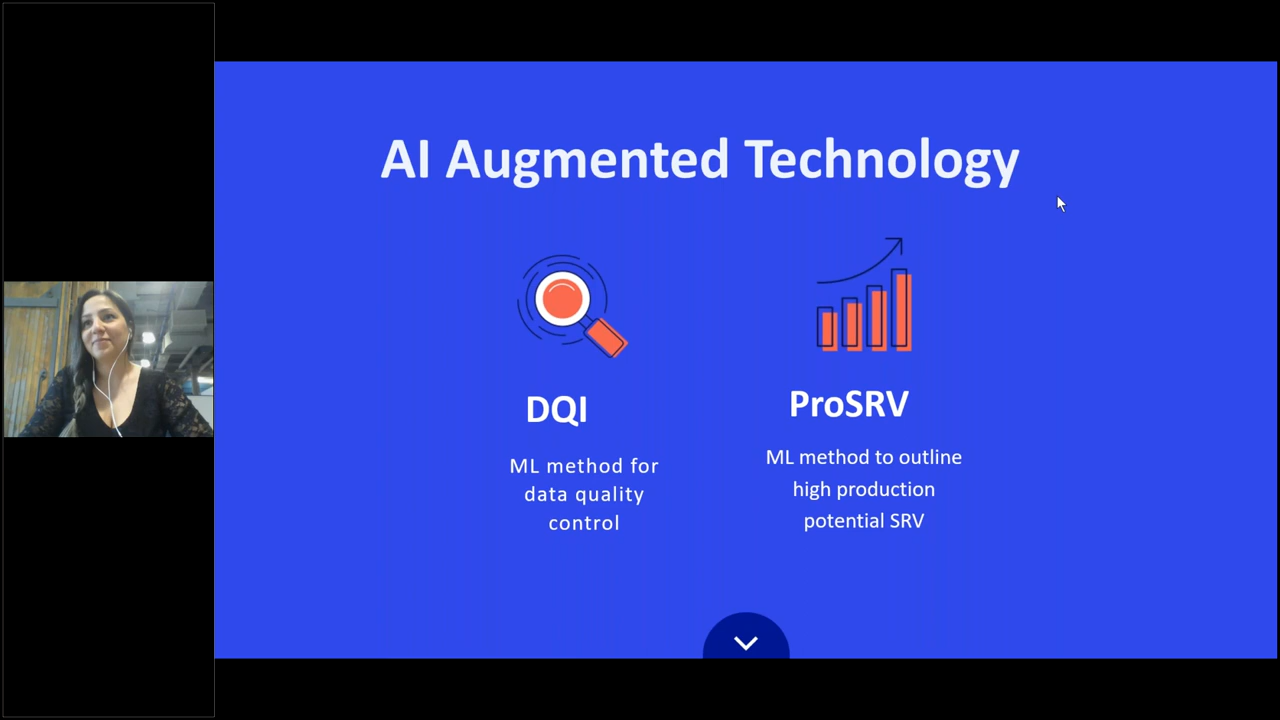 AI Augmented Technology
DQI
ML method for
data quality
control
ProSRV
ML method to outline
high production
potential SRV